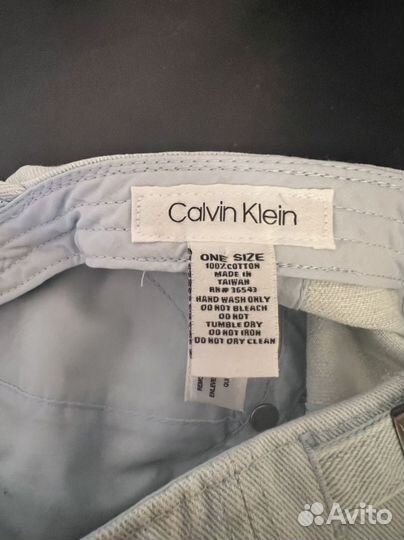 Calvin Klein
ONE SIZE
100% COTTON
MADE IN
TAIWAN
RN# 36543
HAND WASH ONLY
DO NOT BLEACH
DO NOT
TUMBLE DRY
DO NOT IRON
DO NOT DRY CLEAN
Avito